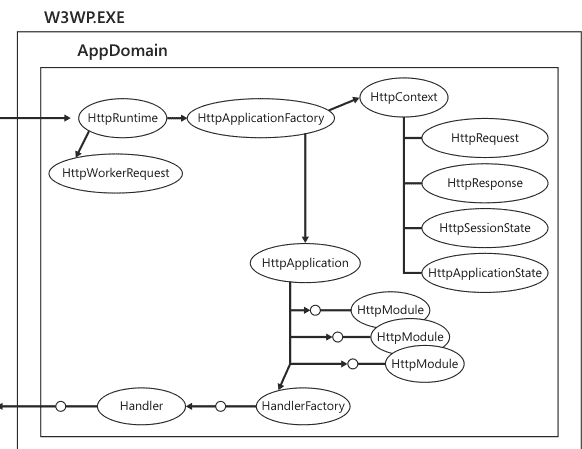 W3WP.EXE
AppDomain
HttpContext
HttpRuntime
HttpApplicationFactory
HttpRequest
HttpWorkerRequest
HttpResponse
HttpSessionState
HttpApplication
HttpApplicationState
HttpModule
HttpModule
HttpModule
Handler
HandlerFactory